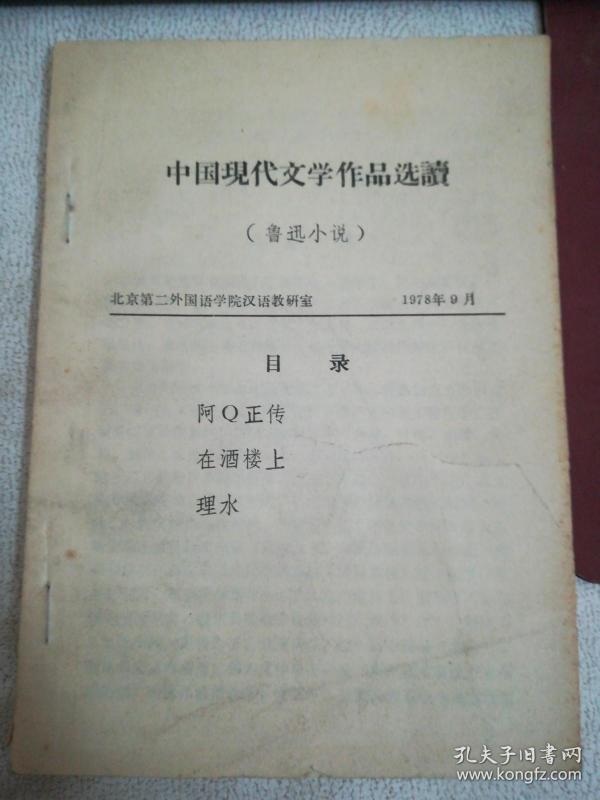 中国現代文学作品选讀
（鲁迅小说）
北京第二外国语学院汉语教研室 1978年9月
目 录
阿Q正传
在酒楼上
理水
孔夫子旧书网
www.kongfz.com